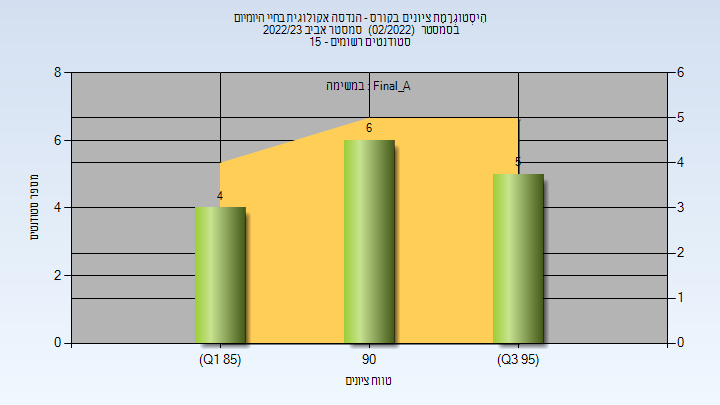 היסטוגרמת ציונים בקורס - הנדסה אקולוגית בחיי היומיום
בסמסטר (02/2022) סמסטר אביב 2022/23
סטודנטים רשומים - 15
במשימה : Final_A
מספר סטודנטים
8
6
4
2
0
6
5
4
3
2
1
0
4
6
5
(Q1 85)
90
(Q3 95)
טווח ציונים